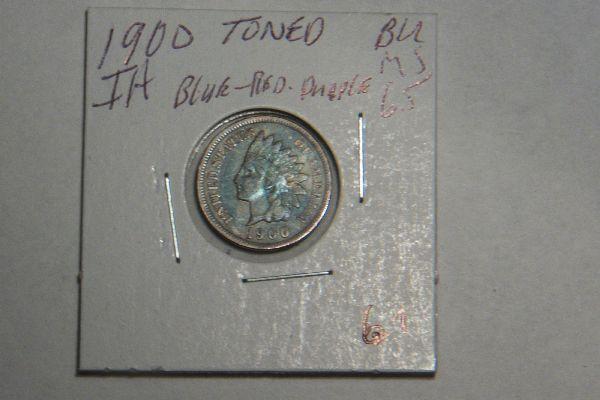 1900 TONED BU
IH BLUE-RED-PURPLE MS
65
UNITED STATES OF AMERICA
1900